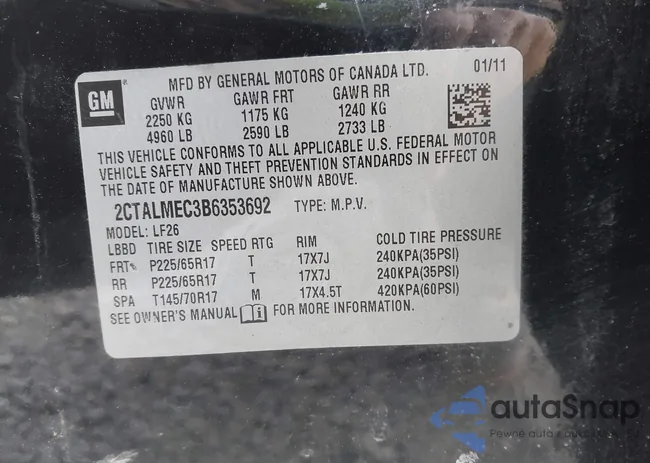 GM
MFD BY GENERAL MOTORS OF CANADA LTD. 01/11
GVWR GAWR FRT GAWR RR
2250 KG 1175 KG 1240 KG
4960 LB 2590 LB 2733 LB
THIS VEHICLE CONFORMS TO ALL APPLICABLE U.S. FEDERAL MOTOR
VEHICLE SAFETY AND THEFT PREVENTION STANDARDS IN EFFECT ON
THE DATE OF MANUFACTURE SHOWN ABOVE.
2CTALMEC3B6353692 TYPE: M.P.V.
MODEL: LF26
LBBD TIRE SIZE SPEED RTG RIM COLD TIRE PRESSURE
FRT P225/65R17 T 17X7J 240KPA(35PSI)
RR P225/65R17 T 17X7J 240KPA(35PSI)
SPA T145/70R17 M 17X4.5T 420KPA(60PSI)
SEE OWNER'S MANUAL i FOR MORE INFORMATION.
autaSnap
Pewne auta